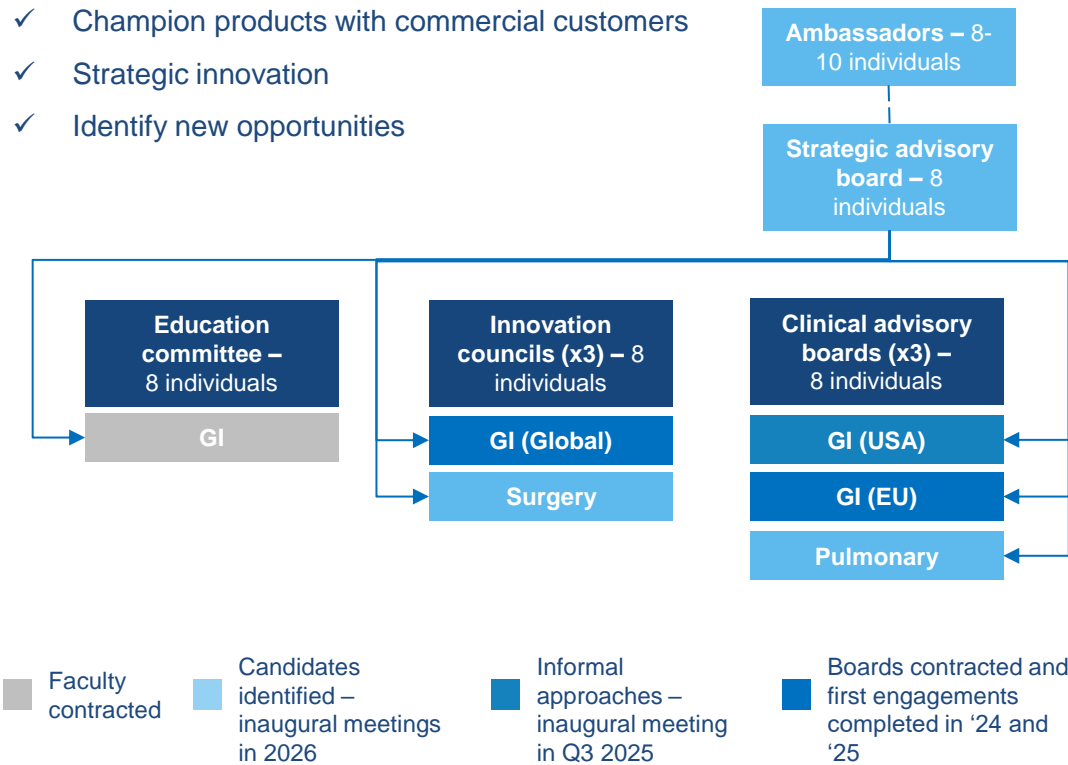 ✓ Champion products with commercial customers
✓ Strategic innovation
✓ Identify new opportunities
Ambassadors – 8-
10 individuals
Strategic advisory
board – 8
individuals
Education
committee –
8 individuals
GI
Innovation
councils (x3) – 8
individuals
GI (Global)
Surgery
Clinical advisory
boards (x3) –
8 individuals
GI (USA)
GI (EU)
Pulmonary
Faculty
contracted
Candidates
identified –
inaugural meetings
in 2026
Informal
approaches –
inaugural meeting
in Q3 2025
Boards contracted and
first engagements
completed in ‘24 and
‘25